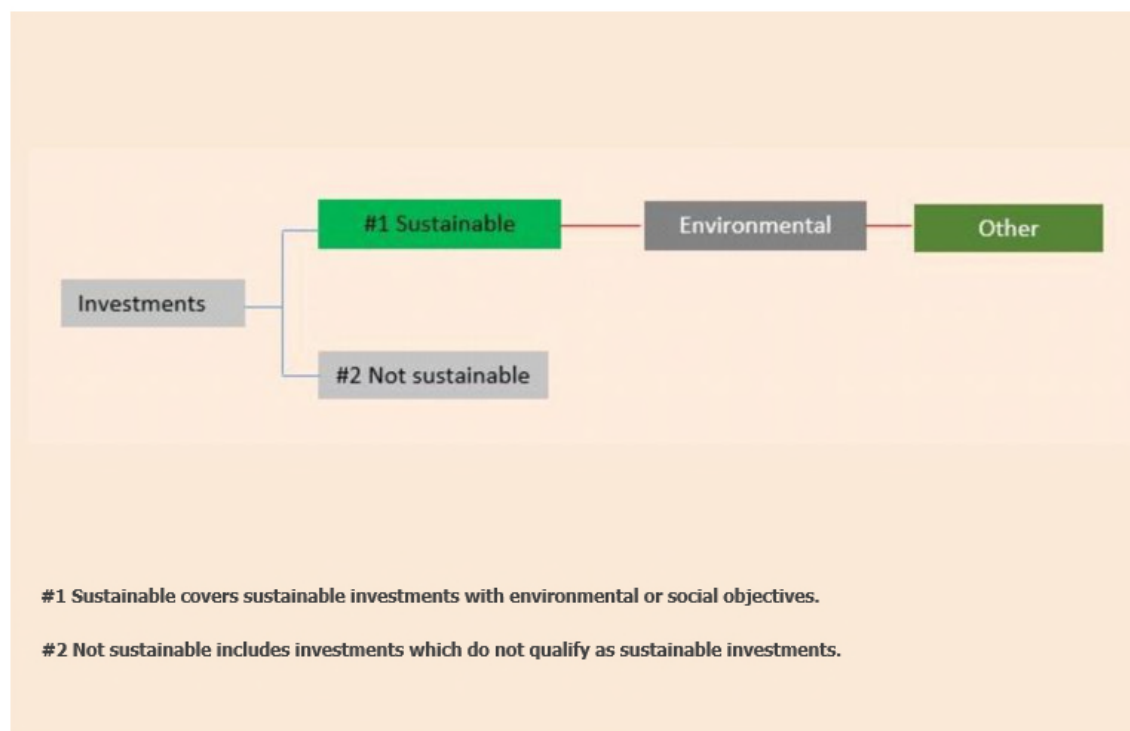 #1 Sustainable
Environmental
Other
Investments
#2 Not sustainable
#1 Sustainable covers sustainable investments with environmental or social objectives.
#2 Not sustainable includes investments which do not qualify as sustainable investments.